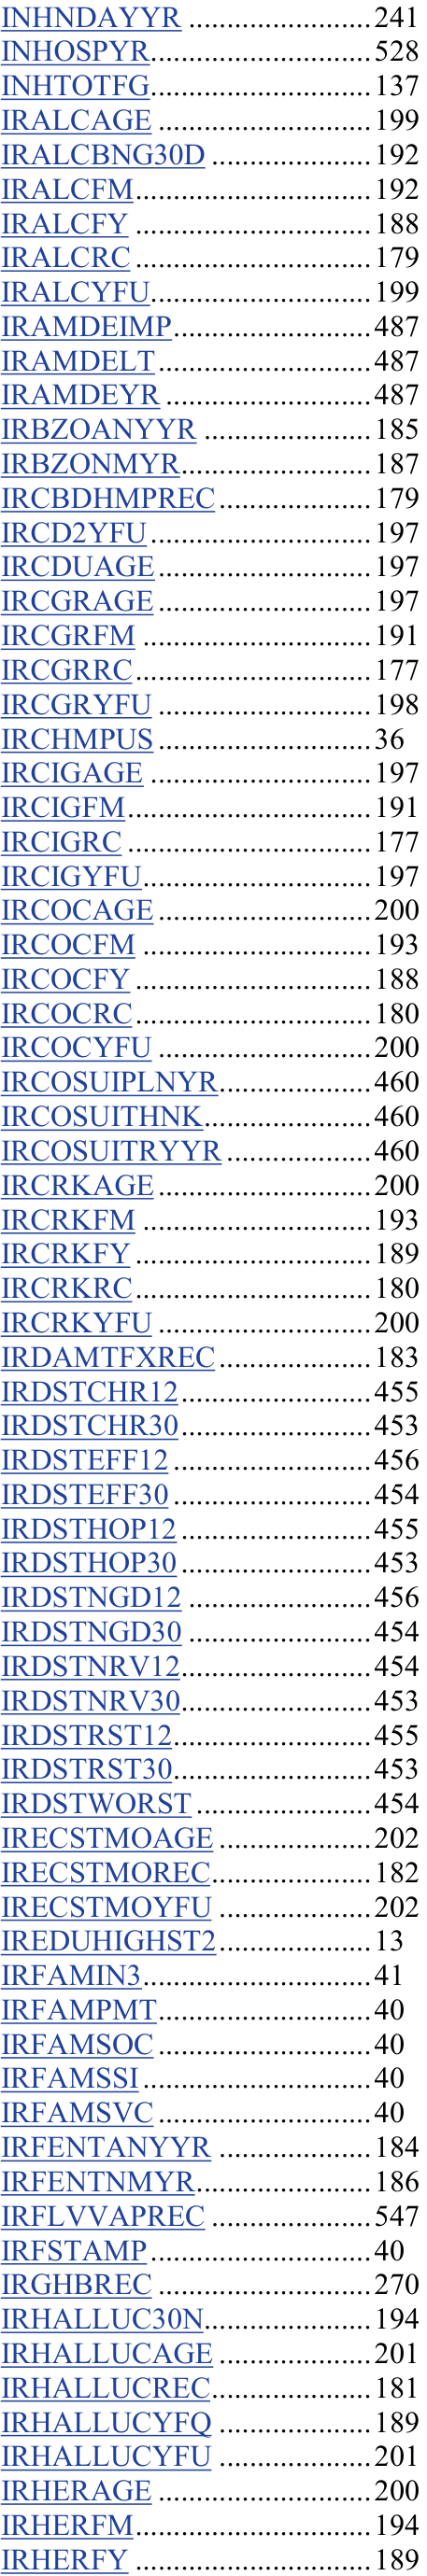 INHNDAYYR ..........................241
INHOSPYR..............................528
INHTOTFG..............................137
IRALCAGE .............................199
IRALCBNG30D ......................192
IRALCFM................................192
IRALCFY ................................188
IRALCRC ................................179
IRALCYFU..............................199
IRAMDEIMP...........................487
IRAMDELT.............................487
IRAMDEYR ............................487
IRBZOANYYR .......................185
IRBZONMYR..........................187
IRCBDHMPREC.....................179
IRCD2YFU ..............................197
IRCDUAGE.............................197
IRCGRAGE .............................197
IRCGRFM ...............................191
IRCGRRC................................177
IRCGRYFU .............................198
IRCHMPUS .............................36
IRCIGAGE ..............................197
IRCIGFM.................................191
IRCIGRC .................................177
IRCIGYFU...............................197
IRCOCAGE .............................200
IRCOCFM ...............................193
IRCOCFY ................................188
IRCOCRC................................180
IRCOCYFU .............................200
IRCOSUIPLNYR.....................460
IRCOSUITHNK.......................460
IRCOSUITRYYR ....................460
IRCRKAGE .............................200
IRCRKFM ...............................193
IRCRKFY ................................189
IRCRKRC................................180
IRCRKYFU .............................200
IRDAMTFXREC.....................183
IRDSTCHR12..........................455
IRDSTCHR30..........................453
IRDSTEFF12 ...........................456
IRDSTEFF30 ...........................454
IRDSTHOP12 ..........................455
IRDSTHOP30 ..........................453
IRDSTNGD12 .........................456
IRDSTNGD30 .........................454
IRDSTNRV12..........................454
IRDSTNRV30..........................453
IRDSTRST12...........................455
IRDSTRST30...........................453
IRDSTWORST ........................454
IRECSTMOAGE .....................202
IRECSTMOREC......................182
IRECSTMOYFU .....................202
IREDUHIGHST2.....................13
IRFAMIN3...............................41
IRFAMPMT.............................40
IRFAMSOC .............................40
IRFAMSSI ...............................40
IRFAMSVC .............................40
IRFENTANYYR .....................184
IRFENTNMYR........................186
IRFLVVAPREC .......................547
IRFSTAMP..............................40
IRGHBREC .............................270
IRHALLUC30N.......................194
IRHALLUCAGE .....................201
IRHALLUCREC......................181
IRHALLUCYFQ .....................189
IRHALLUCYFU .....................201
IRHERAGE .............................200
IRHERFM................................194
IRHERFY ................................189